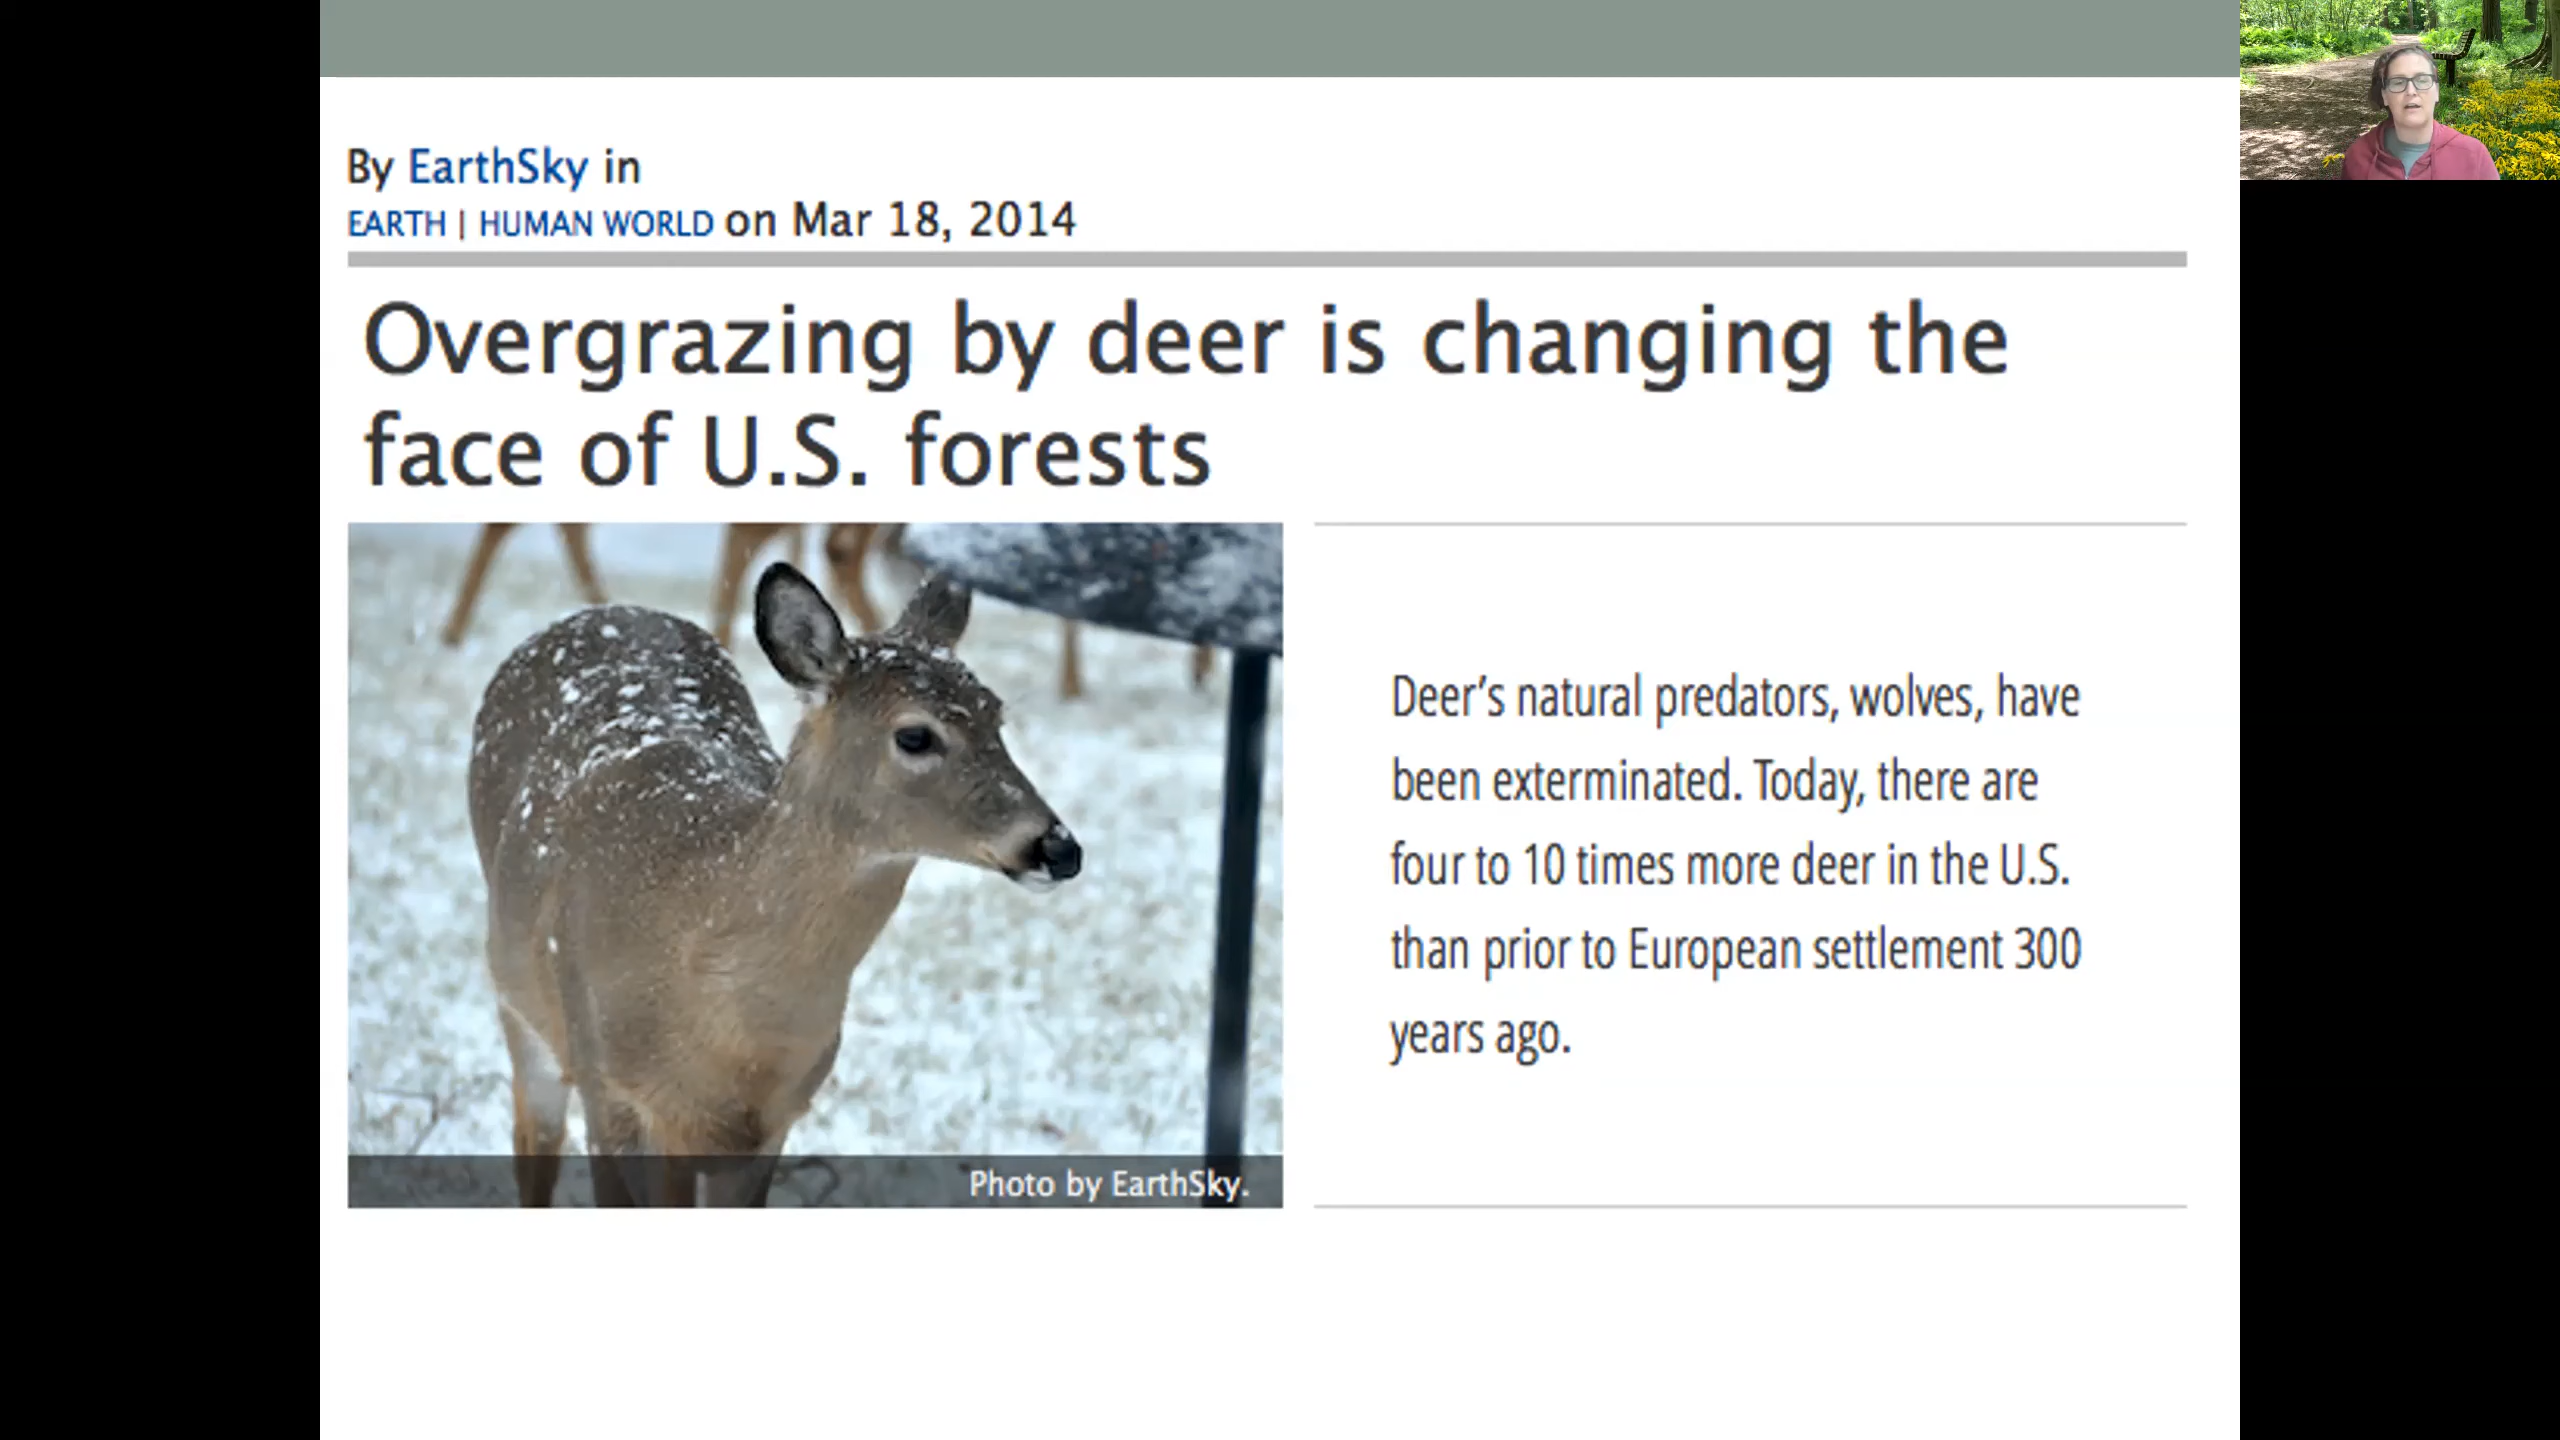 By EarthSky in
EARTH | HUMAN WORLD on Mar 18, 2014
Overgrazing by deer is changing the
face of U.S. forests
Deer’s natural predators, wolves, have
been exterminated. Today, there are
four to 10 times more deer in the U.S.
than prior to European settlement 300
years ago.
Photo by EarthSky.